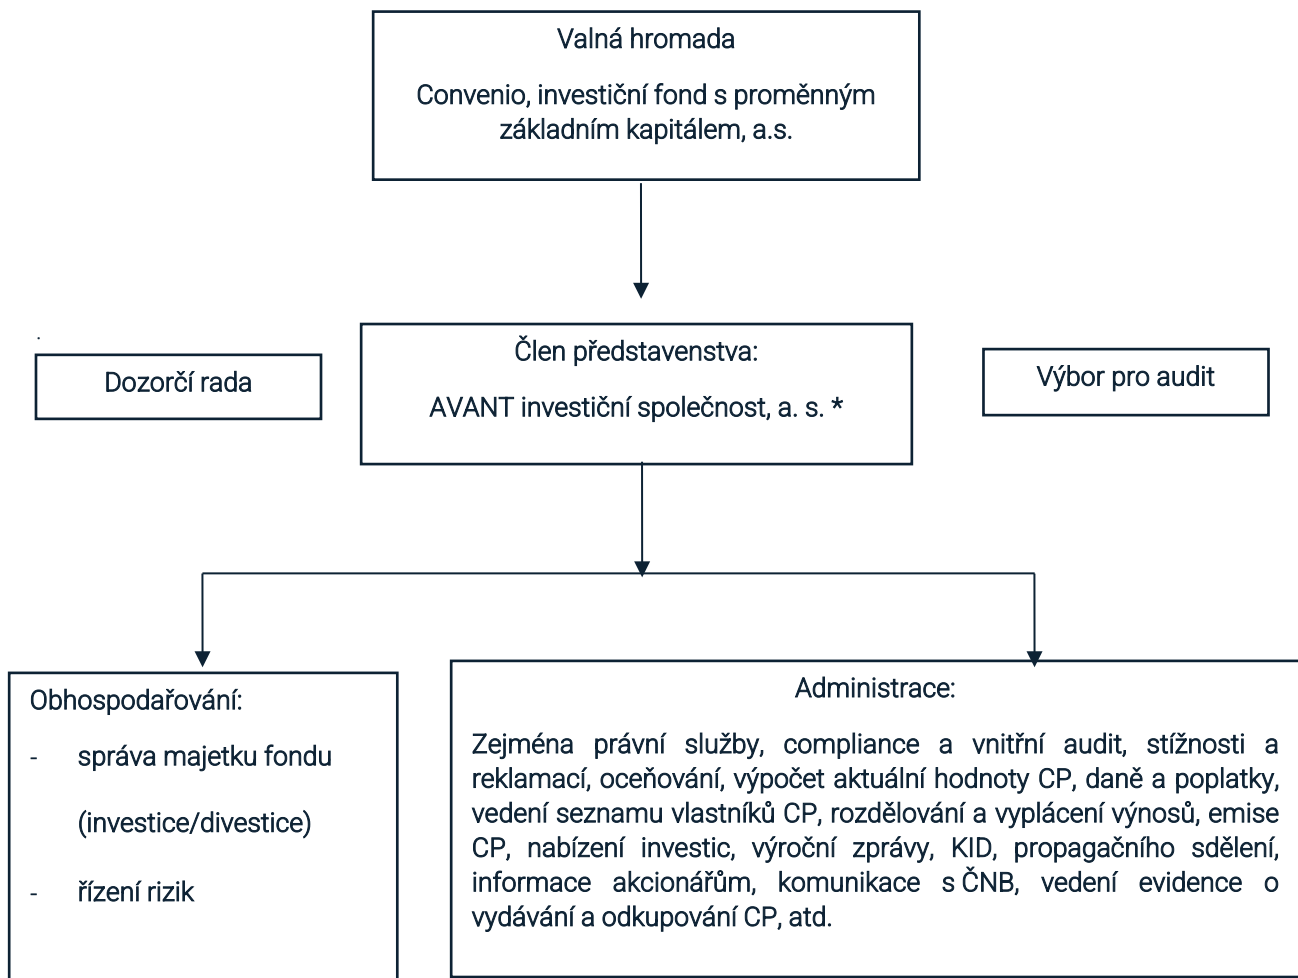 Valná hromada
Convenio, investiční fond s proměnným
základním kapitálem, a.s.
.
Dozorčí rada
Člen představenstva:
AVANT investiční společnost, a. s. *
Výbor pro audit
Obhospodařování:
- správa majetku fondu
(investice/divestice)
- řízení rizik
Administrace:
Zejména právní služby, compliance a vnitřní audit, stížnosti a
reklamací, oceňování, výpočet aktuální hodnoty CP, daně a poplatky,
vedení seznamu vlastníků CP, rozdělování a vyplácení výnosů, emise
CP, nabízení investic, výroční zprávy, KID, propagačního sdělení,
informace akcionářům, komunikace s ČNB, vedení evidence o
vydávání a odkupování CP, atd.